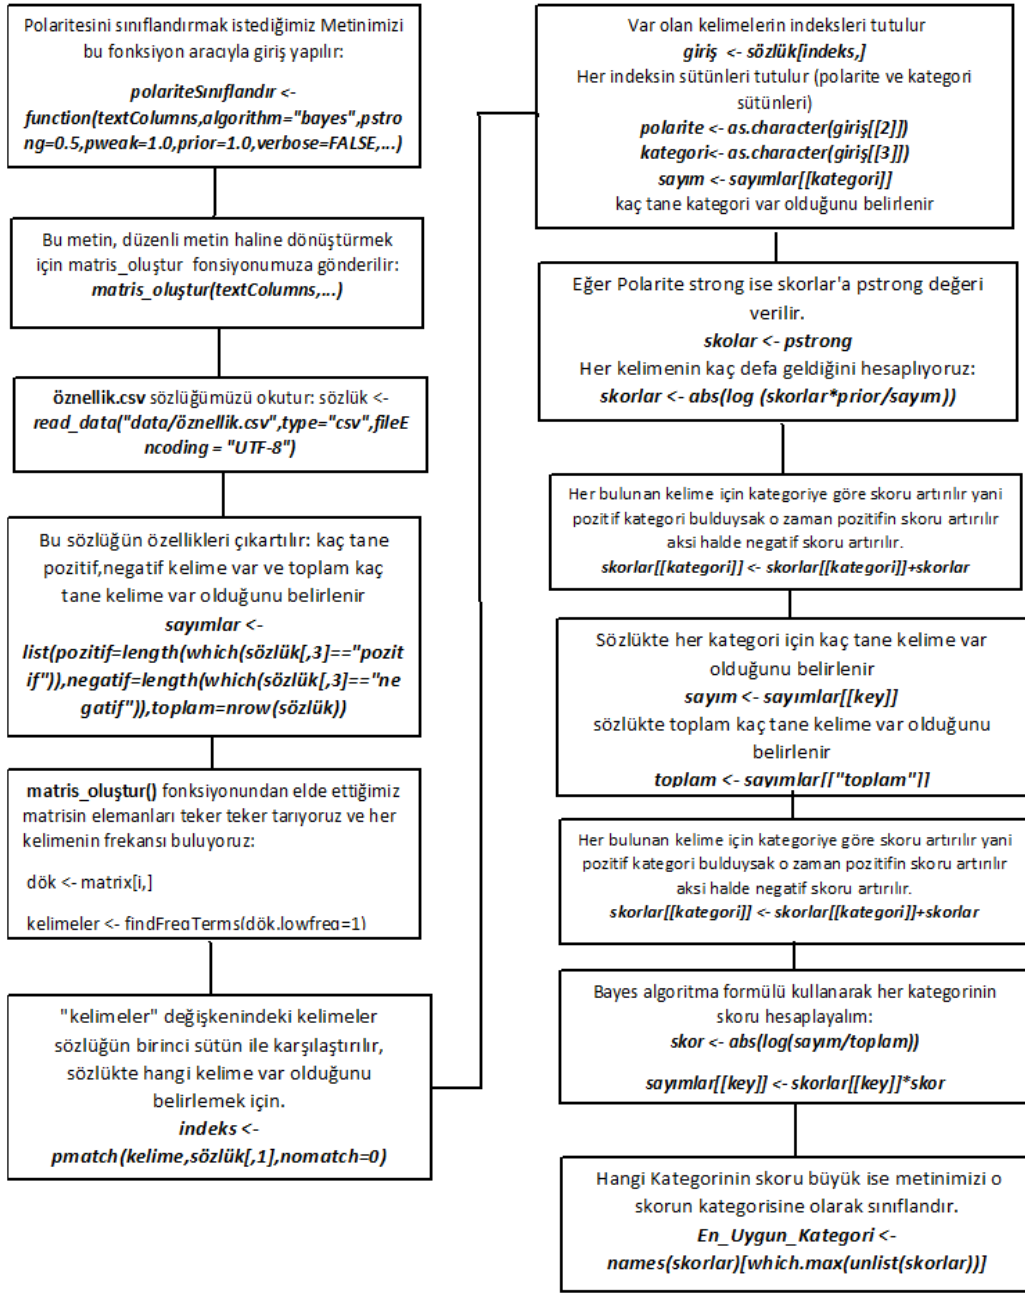 Polaritesini sınıflandırmak istediğimiz Metinimizi
bu fonksiyon aracıyla giriş yapılır:
polariteSınıflandır <-
function(textColumns,algorithm="bayes",pstro
ng=0.5,pweak=1.0,prior=1.0,verbose=FALSE,...)
Bu metin, düzenli metin haline dönüştürmek
için matris_oluştur fonsiyonumuza gönderilir:
matris_oluştur(textColumns,...)
öznellik.csv sözlüğümüzü okutur: sözlük <-
read_data("data/öznellik.csv",type="csv",fileE
ncoding = "UTF-8")
Bu sözlüğün özellikleri çıkartılır: kaç tane
pozitif,negatif kelime var ve toplam kaç
tane kelime var olduğunu belirlenir
sayımlar <-
list(pozitif=length(which(sözlük[,3]=="pozit
if")),negatif=length(which(sözlük[,3]=="ne
gatif")),toplam=nrow(sözlük))
matris_oluştur() fonksiyonundan elde ettiğimiz
matrisin elemanları teker teker tarıyoruz ve her
kelimenin frekansı buluyoruz:
dök <- matrix[i,]
kelimeler <- findFreqTerms(dök,lowfreq=1)
"kelimeler" değişkenindeki kelimeler
sözlüğün birinci sütün ile karşılaştırılır,
sözlükte hangi kelime var olduğunu
belirlemek için.
indeks <-
pmatch(kelime,sözlük[,1],nomatch=0)
Var olan kelimelerin indeksleri tutulur
giriş <- sözlük[indeks,]
Her indeksin sütünleri tutulur (polarite ve kategori
sütünleri)
polarite <- as.character(giriş[[2]])
kategori<- as.character(giriş[[3]])
sayım <- sayımlar[[kategori]]
kaç tane kategori var olduğunu belirlenir
Eğer Polarite strong ise skorlar'a pstrong değeri
verilir.
skolar <- pstrong
Her kelimenin kaç defa geldiğini hesaplıyoruz:
skorlar <- abs(log (skorlar*prior/sayım))
Her bulunan kelime için kategoriye göre skoru artırılır yani
pozitif kategori bulduysak o zaman pozitifin skoru artırılır
aksi halde negatif skoru artırılır.
skorlar[[kategori]] <- skorlar[[kategori]]+skorlar
Sözlükte her kategori için kaç tane kelime var
olduğunu belirlenir
sayım <- sayımlar[[key]]
sözlükte toplam kaç tane kelime var olduğunu
belirlenir
toplam <- sayımlar[["toplam"]]
Her bulunan kelime için kategoriye göre skoru artırılır yani
pozitif kategori bulduysak o zaman pozitifin skoru artırılır
aksi halde negatif skoru artırılır.
skorlar[[kategori]] <- skorlar[[kategori]]+skorlar
Bayes algoritma formülü kullanarak her kategorinin
skoru hesaplayalım:
skor <- abs(log(sayım/toplam))
sayımlar[[key]] <- skorlar[[key]]*skor
Hangi Kategorinin skoru büyük ise metinimizi o
skorun kategorisine olarak sınıflandır.
En_Uygun_Kategori <-
names(skorlar)[which.max(unlist(skorlar))]